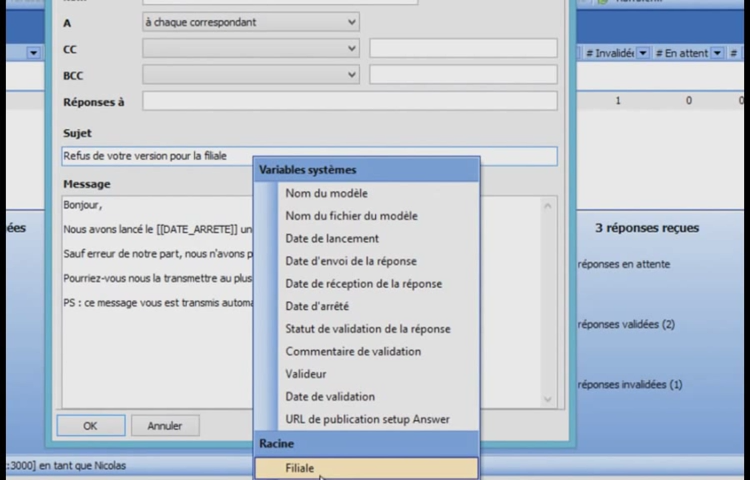 A
à chaque correspondant
# Invalidée
# En attent
#
CC
BCC
Réponses à
1
0
Sujet
Refus de votre version pour la filiale
Variables systèmes
Message
Nom du modèle
Bonjour,
Nom du fichier du modèle
Nous avons lancé le [[DATE_ARRETE]] un
3 réponses reçues
Date de lancement
Sauf erreur de notre part, nous n'avons p
Date d'envoi de la réponse
réponses en attente
Pourriez-vous nous la transmettre au plus
Date de réception de la réponse
PS : ce message vous est transmis automa
Date d'arrêté
Statut de validation de la réponse
réponses validées (2)
Commentaire de validation
Valideur
réponses invalidées (1)
Date de validation
OK
Annuler
URL de publication setup Answer
Racine
:3000] en tant que Nicolas
Filiale